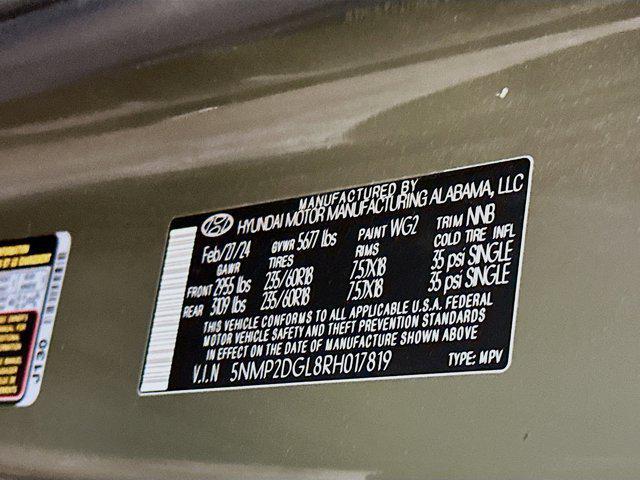 MANUFACTURED BY
HYUNDAI MOTOR MANUFACTURING ALABAMA, LLC
Feb/27/24 GVWR 5677 lbs PAINT WG2 TRIM NNB
GAWR TIRES RIMS COLD TIRE INFL
FRONT 2955 lbs 235/60R18 7.5JX18 35 psi SINGLE
REAR 3109 lbs 235/60R18 7.5JX18 35 psi SINGLE
THIS VEHICLE CONFORMS TO ALL APPLICABLE U.S.A. FEDERAL
MOTOR VEHICLE SAFETY AND THEFT PREVENTION STANDARDS
IN EFFECT ON THE DATE OF MANUFACTURE SHOWN ABOVE
V.I.N 5NMP2DGL8RH017819 TYPE: MPV
J130